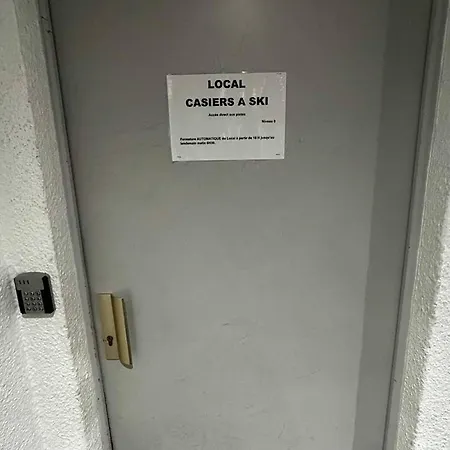 LOCAL
CASIERS A SKI
Accès direct aux pistes
Niveau 0
Fermeture AUTOMATIQUE du Local à partir de 19 H jusqu'au
lendemain matin 8H30.